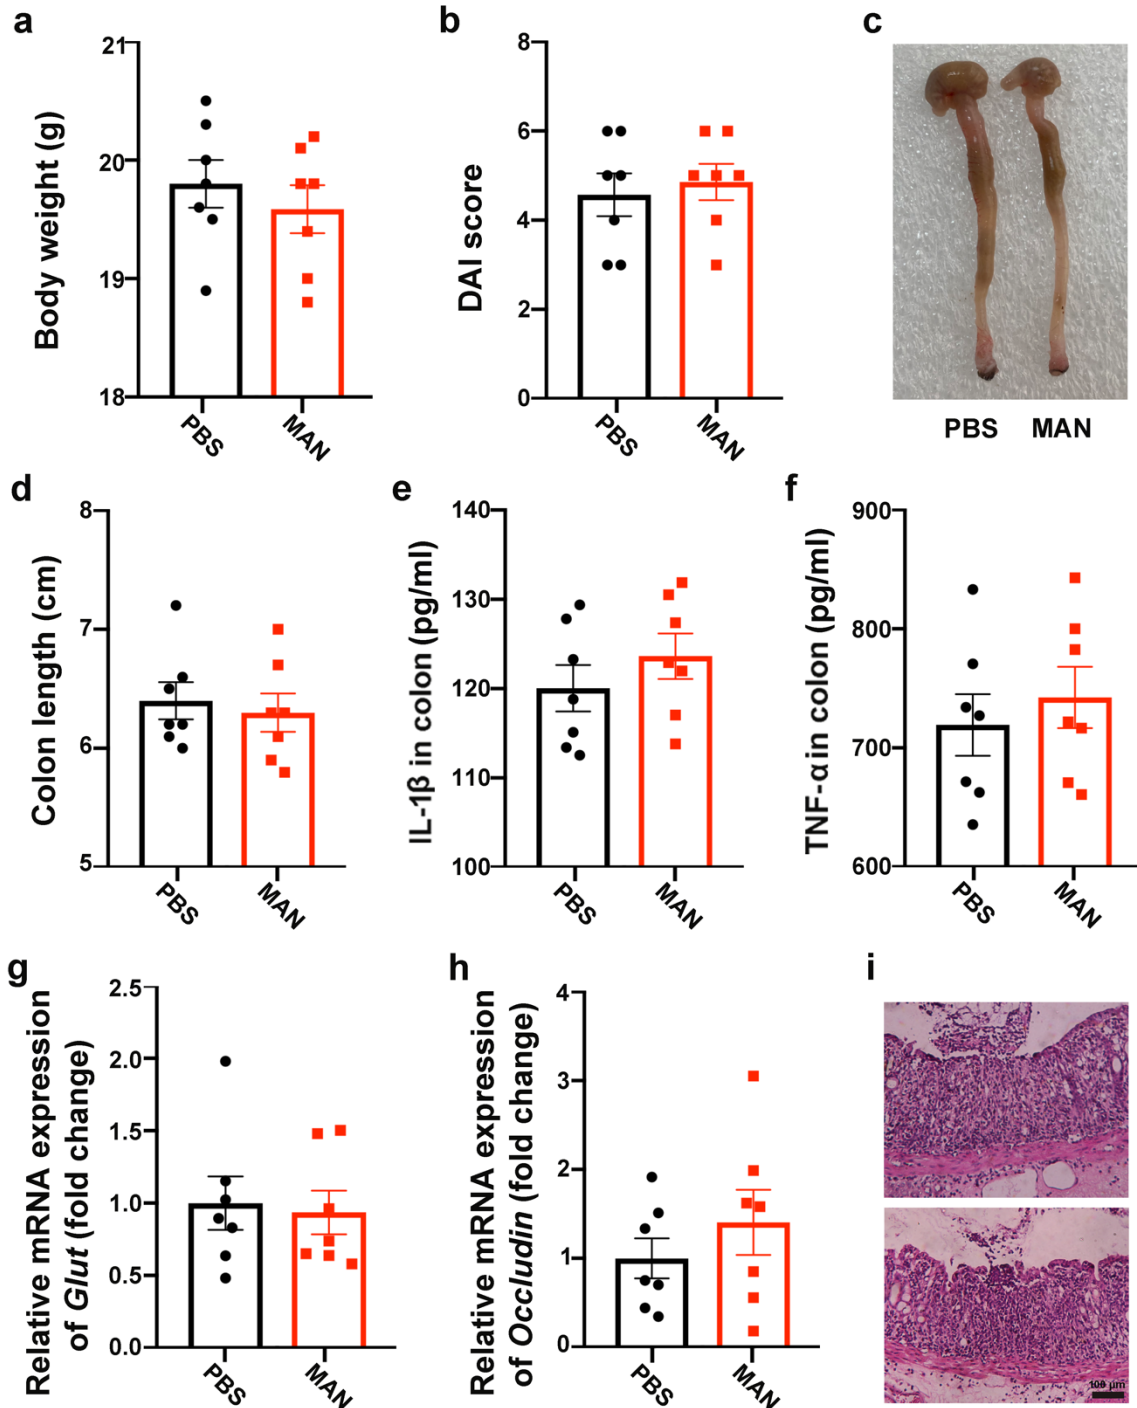 a
Body weight (g)
21
20
19
18
PBS
MAN
b
DAI score
8
6
4
2
0
PBS
MAN
c
PBS MAN
d
Colon length (cm)
8
7
6
5
PBS
MAN
e
IL-1β in colon (pg/ml)
140
130
120
110
100
PBS
MAN
f
TNF-α in colon (pg/ml)
900
800
700
600
PBS
MAN
g
Relative mRNA expression
of Glut (fold change)
2.5
2.0
1.5
1.0
0.5
0.0
PBS
MAN
h
Relative mRNA expression
of Occludin (fold change)
4
3
2
1
0
PBS
MAN
i
100 μm